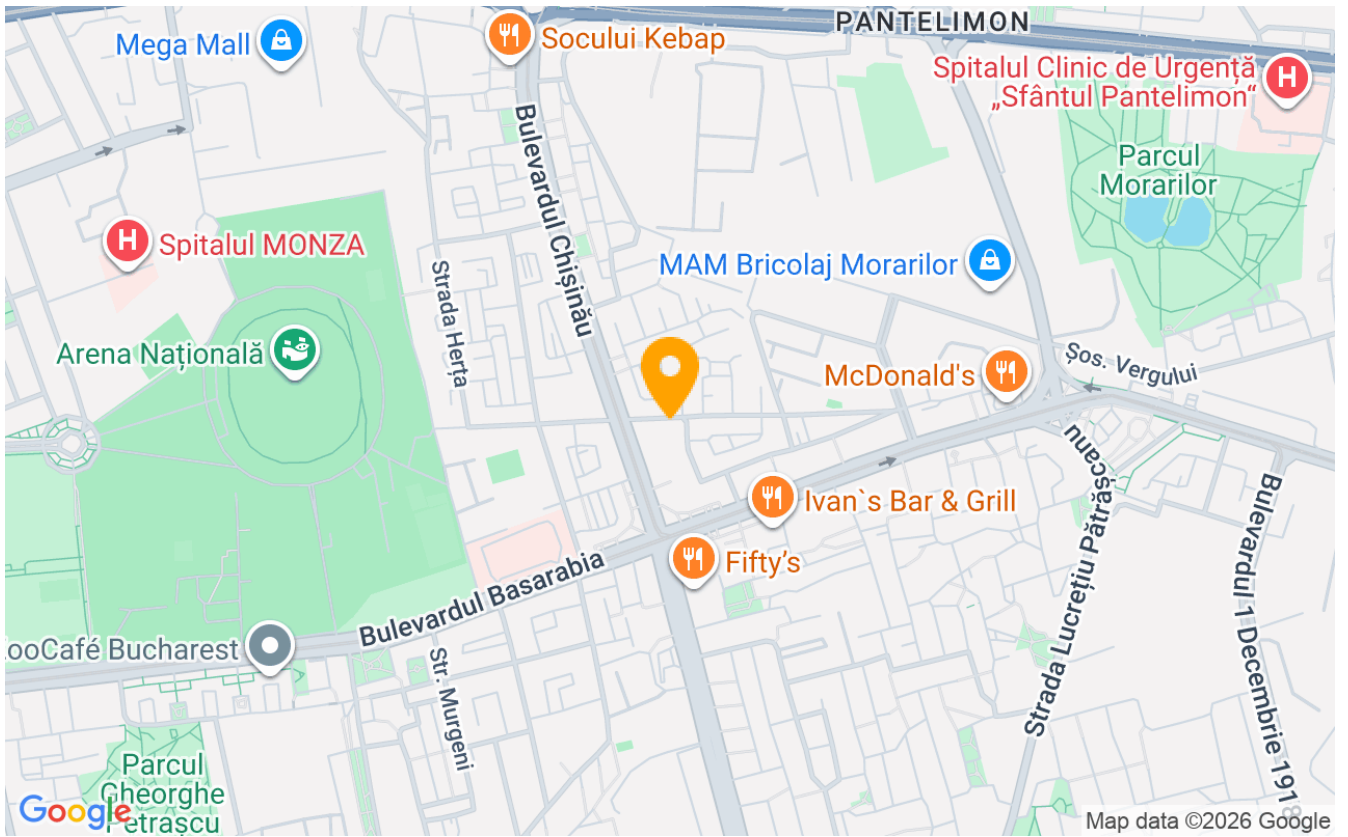 PANTELIMON
Mega Mall
Socului Kebap
Spitalul Clinic de Urgență
„Sfântul Pantelimon“
Bulevardul Chișinău
Parcul
Morarilor
Spitalul MONZA
MAM Bricolaj Morarilor
Strada Herța
Arena Națională
Șos. Vergului
McDonald's
Strada Lucrețiu Pătrășcanu
Ivan`s Bar & Grill
Bulevardul 1 Decembrie 1918
Fifty’s
Bulevardul Basarabia
ooCafé Bucharest
Str. Murgeni
Parcul
Gheorghe
Petrașcu
Google
Map data ©2026 Google